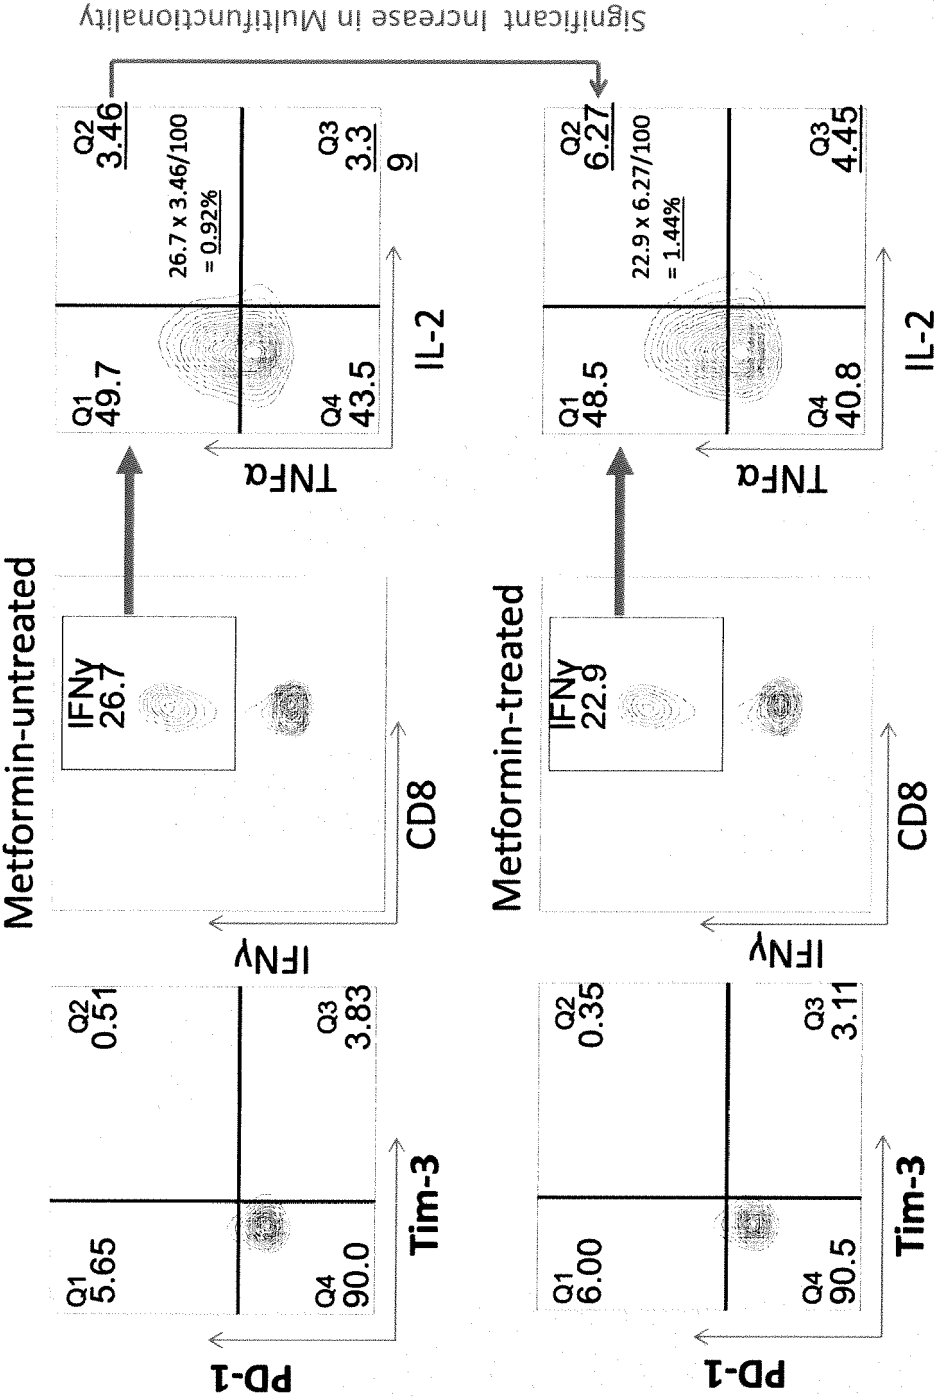 Metformin-untreated
Q1
5.65
Q2
0.51
Q4
90.0
Q3
3.83
PD-1
Tim-3
IFNγ
26.7
IFNγ
CD8
Q1
49.7
Q2
3.46
26.7 x 3.46/100
= 0.92%
Q4
43.5
Q3
3.3
9
TNFα
IL-2
Significant Increase in Multifunctionality
Metformin-treated
Q1
6.00
Q2
0.35
Q4
90.5
Q3
3.11
PD-1
Tim-3
IFNγ
22.9
IFNγ
CD8
Q1
48.5
Q2
6.27
22.9 x 6.27/100
= 1.44%
Q4
40.8
Q3
4.45
TNFα
IL-2